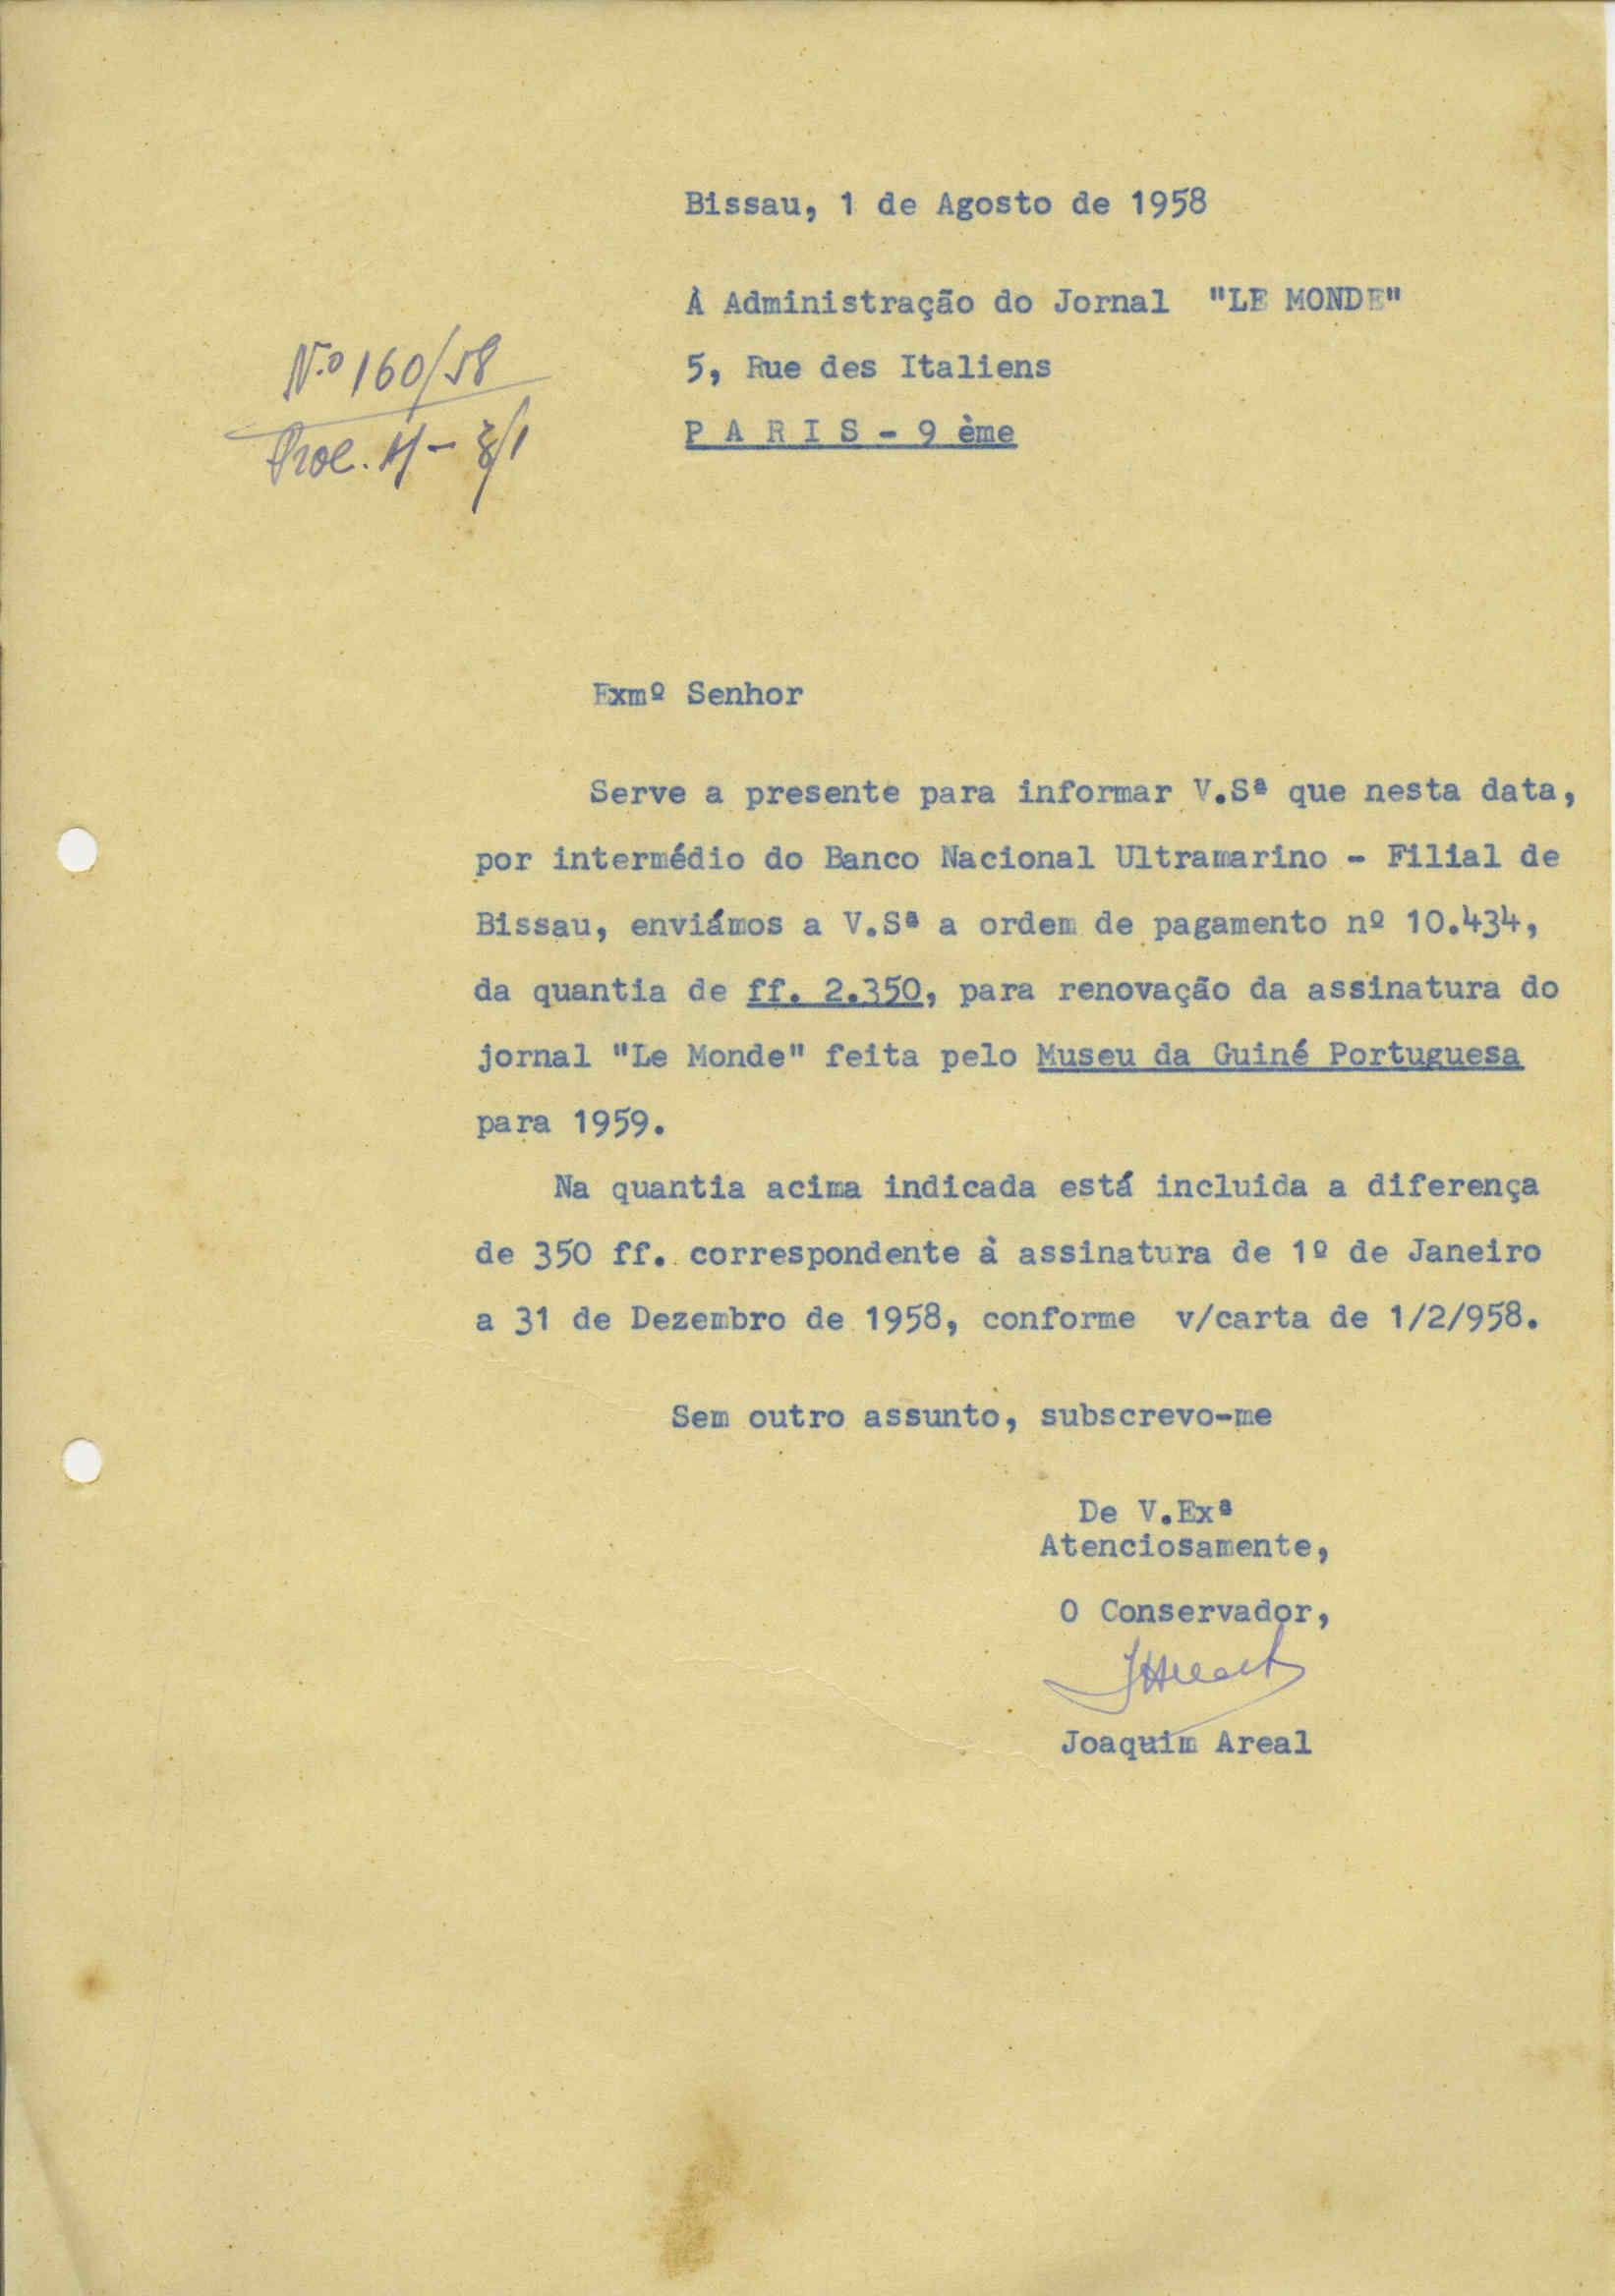 Bissau, 1 de Agosto de 1958
À Administração do Jornal "LE MONDE"
5, Rue des Italiens
P A R I S - 9 ème
N.º 160/58
Proc. H-
Exmº Senhor
Serve a presente para informar V.Sª que nesta data,
por intermédio do Banco Nacional Ultramarino - Filial de
Bissau, enviámos a V.Sª a ordem de pagamento nº 10.434,
da quantia de ff. 2.350, para renovação da assinatura do
jornal "Le Monde" feita pelo Museu da Guiné Portuguesa
para 1959.
Na quantia acima indicada está incluida a diferença
de 350 ff. correspondente à assinatura de 1º de Janeiro
a 31 de Dezembro de 1958, conforme v/carta de 1/2/958.
Sem outro assunto, subscrevo-me
De V.Exª
Atenciosamente,
O Conservador,
Joaquim Areal